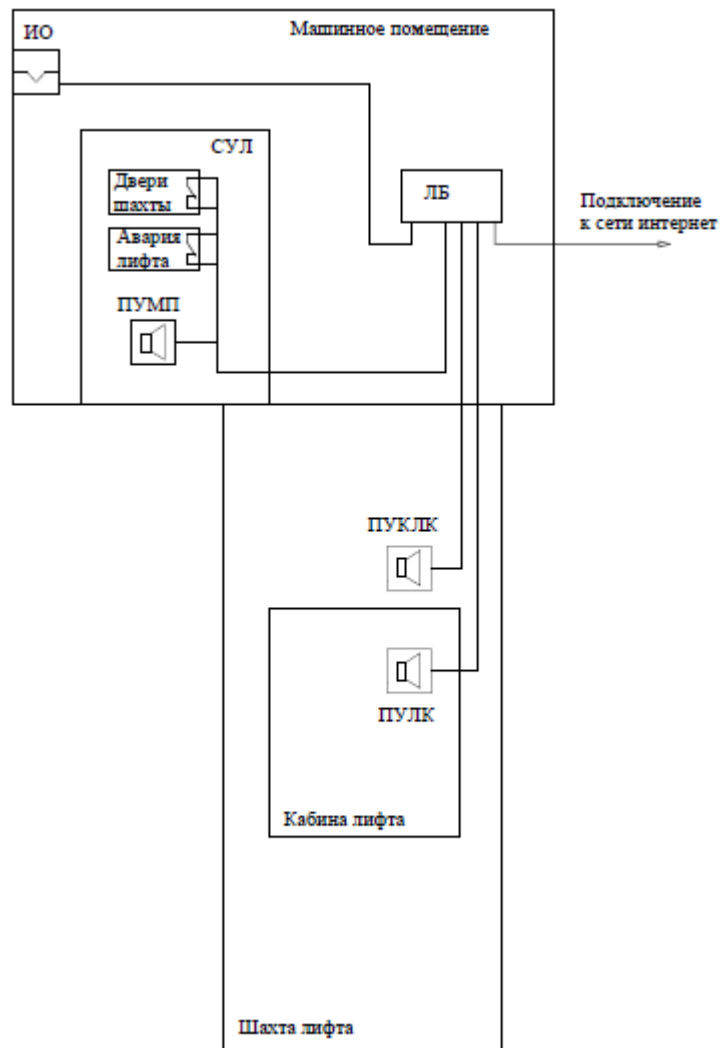 ИО
Машинное помещение
СУЛ
Двери
шахты
Авария
лифта
ПУМП
ЛБ
Подключение
к сети интернет
ПУКЛК
ПУЛК
Кабина лифта
Шахта лифта